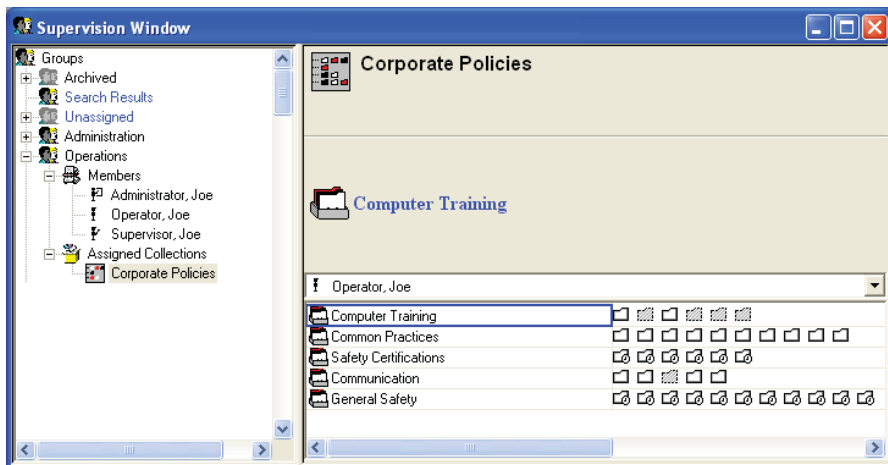 Supervision Window
Groups
Archived
Search Results
Unassigned
Administration
Operations
Members
Administrator, Joe
Operator, Joe
Supervisor, Joe
Assigned Collections
Corporate Policies
Corporate Policies
Computer Training
Operator, Joe
Computer Training
Common Practices
Safety Certifications
Communication
General Safety